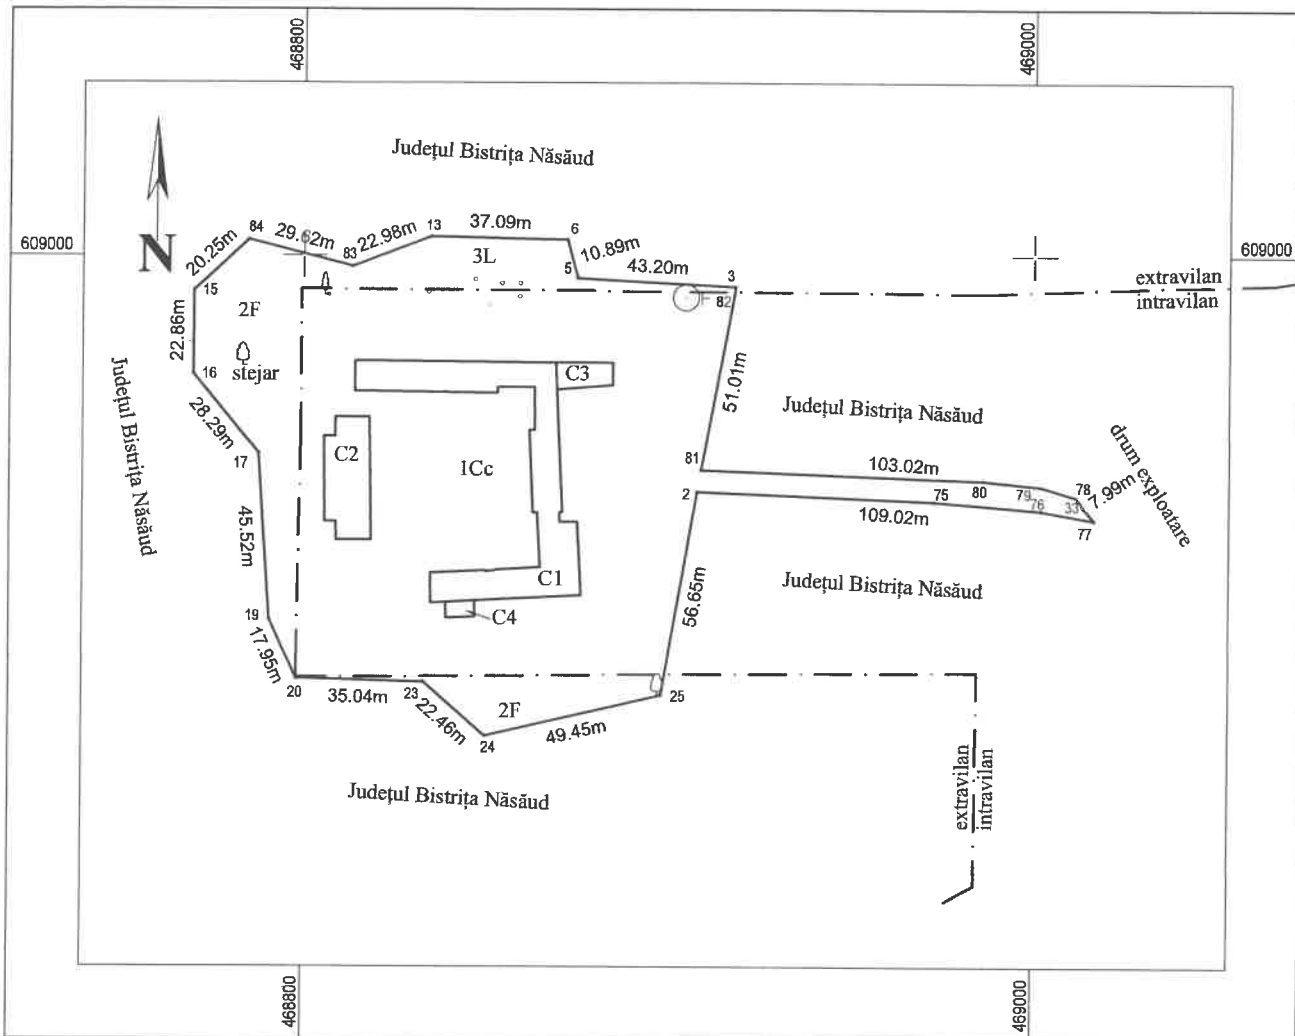 468800
469000
Județul Bistrița Năsăud
N
609000
609000
84
29.62m
83
22.98m
13
37.09m
6
10.89m
5
43.20m
3
82
F
20.25m
15
3L
2F
22.86m
stejar
16
28.29m
17
extravilan
intravilan
51.01m
C3
C2
1Cc
Județul Bistrița Năsăud
Județul Bistrița Năsăud
drum exploatare
81
103.02m
2
75
80
79
76
78
33
7.99m
77
109.02m
45.52m
56.65m
Județul Bistrița Năsăud
C1
C4
19
17.95m
20
35.04m
23
22.46m
2F
24
49.45m
25
Județul Bistrița Năsăud
extravilan
intravilan
468800
469000